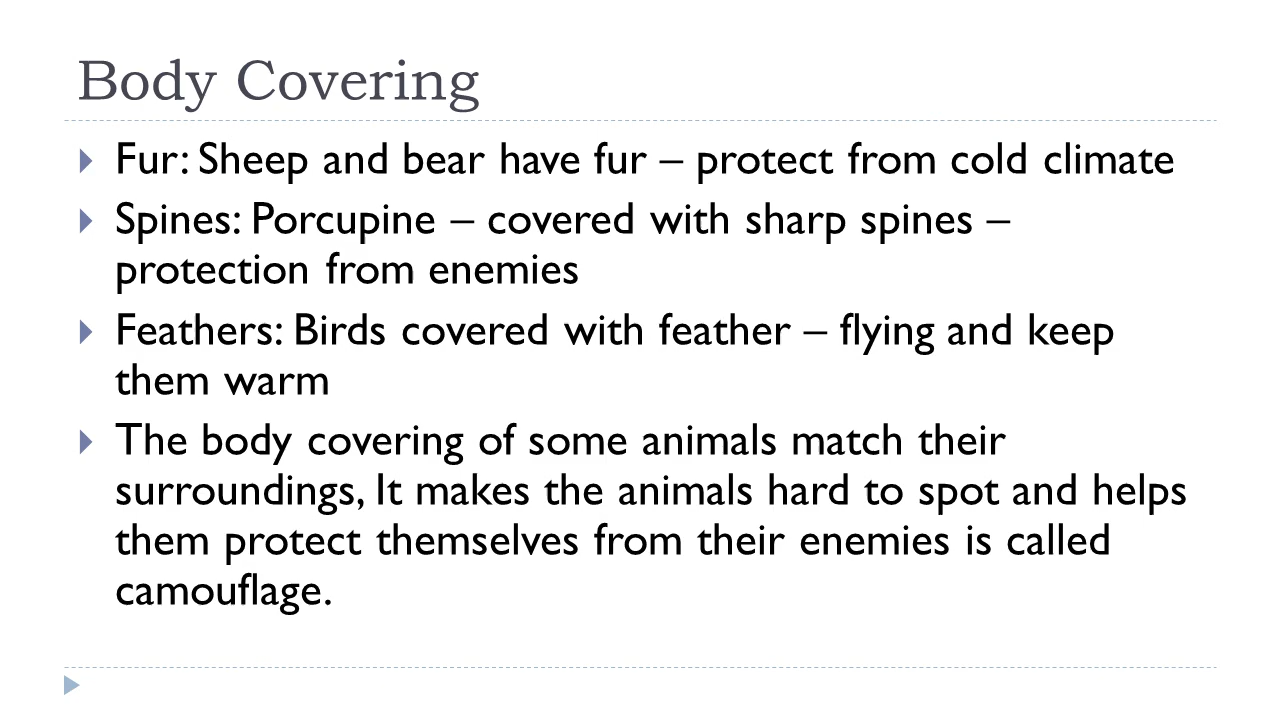 Body Covering
Fur: Sheep and bear have fur – protect from cold climate
Spines: Porcupine – covered with sharp spines –
protection from enemies
Feathers: Birds covered with feather – flying and keep
them warm
The body covering of some animals match their
surroundings, It makes the animals hard to spot and helps
them protect themselves from their enemies is called
camouflage.